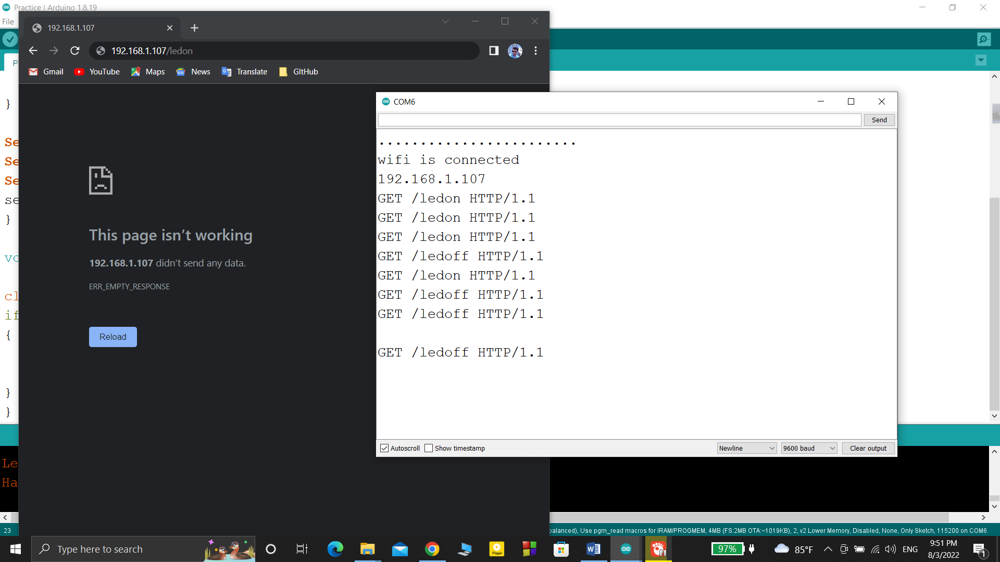 Practice | Arduino 1.8.19
File
192.168.1.107
192.168.1.107/ledon
Gmail YouTube Maps News Translate GItHub
P
}
Se
Se
Se
se
}
vo
cl
if
{
}
}
This page isn't working
192.168.1.107 didn't send any data.
ERR_EMPTY_RESPONSE
Reload
COM6
Send
........................
wifi is connected
192.168.1.107
GET /ledon HTTP/1.1
GET /ledon HTTP/1.1
GET /ledon HTTP/1.1
GET /ledoff HTTP/1.1
GET /ledon HTTP/1.1
GET /ledoff HTTP/1.1
GET /ledoff HTTP/1.1
GET /ledoff HTTP/1.1
Autoscroll Show timestamp Newline 9600 baud Clear output
Le
Ha
23
balanced), Use pgm_read macros for IRAM/PROGMEM, 4MB (FS:2MB OTA:~1019KB), 2, v2 Lower Memory, Disabled, None, Only Sketch, 115200 on COM6
Type here to search
Player
97%
85°F
ENG
9:51 PM
8/3/2022
1